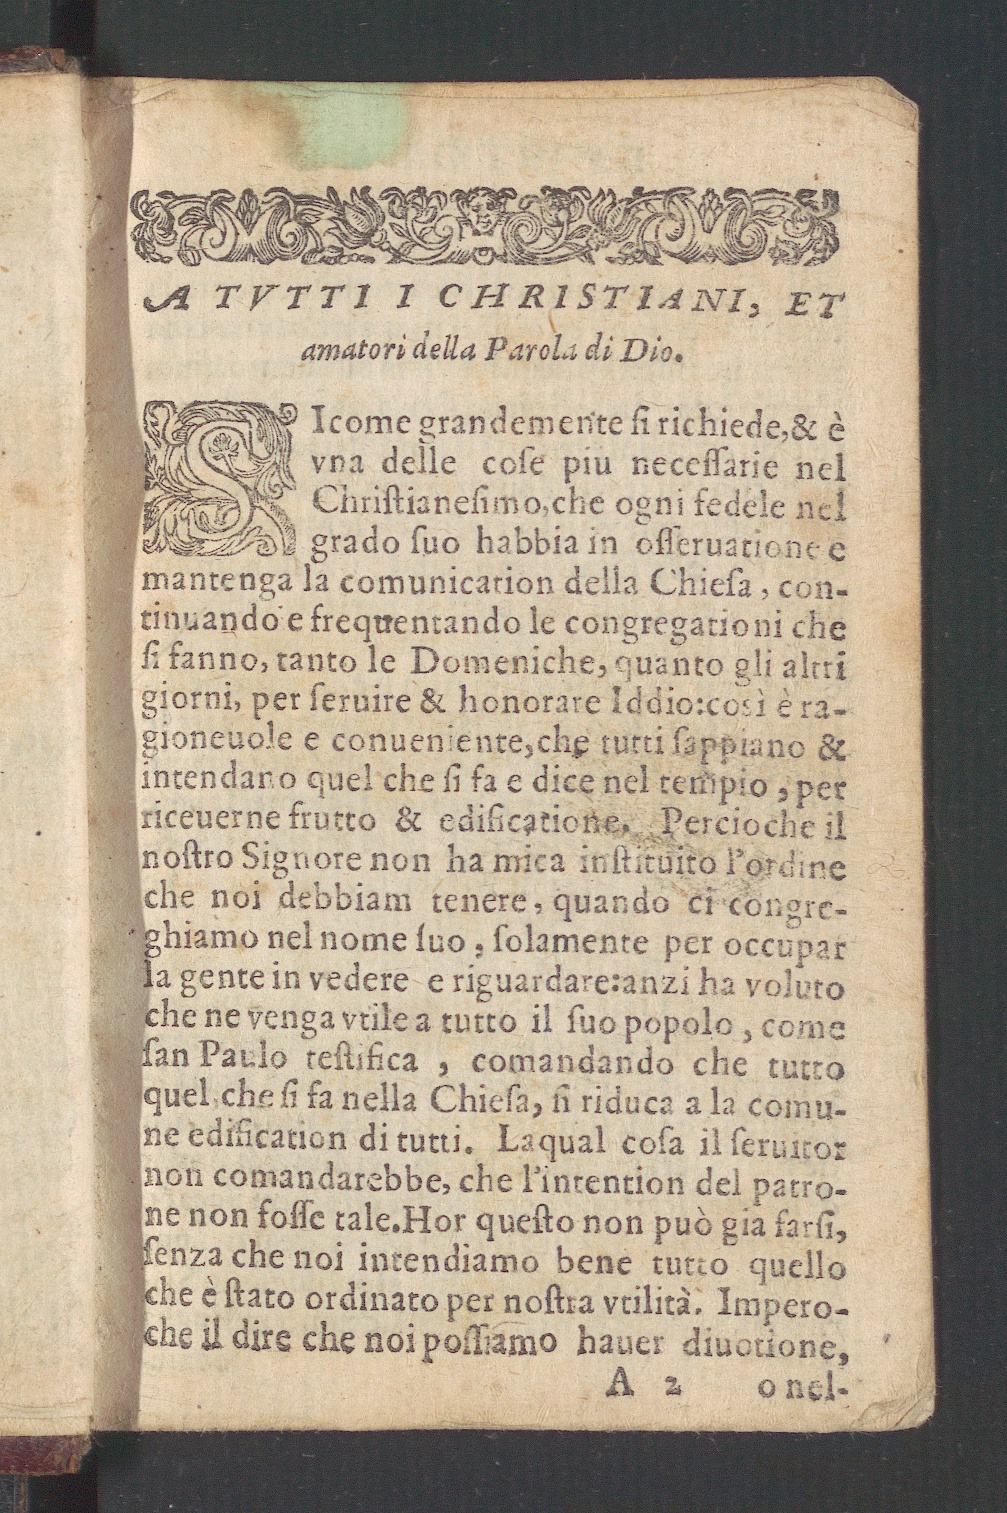 A TVTTI I CHRISTIANI, ET
amatori della Parola di Dio.
SIcome grandemente ſi richiede,& è
vna delle coſe piu neceſſarie nel
Chriſtianeſimo,che ogni fedele nel
grado ſuo habbia in oſſeruatione e
mantenga la comunication della Chieſa, con-
tinuando e frequentando le congregationi che
ſi fanno, tanto le Domeniche, quanto gli altri
giorni, per ſeruire & honorare Iddio:così è ra-
gioneuole e conueniente,che tutti ſappiano &
intendano quel che ſi fa e dice nel tempio , per
riceuerne frutto & edificatione. Percioche il
noſtro Signore non ha mica inſtituito l'ordine
che noi debbiam tenere, quando ci congre-
ghiamo nel nome ſuo , ſolamente per occupar
la gente in vedere e riguardare:anzi ha voluto
che ne venga vtile a tutto il ſuo popolo , come
ſan Paulo teſtifica , comandando che tutto
quel che ſi fa nella Chieſa, ſi riduca a la comu-
ne edification di tutti. Laqual coſa il ſeruitor
non comandarebbe, che l'intention del patro-
ne non foſſe tale.Hor queſto non può gia farſi,
ſenza che noi intendiamo bene tutto quello
che è ſtato ordinato per noſtra vtilità. Impero-
che il dire che noi poſſiamo hauer diuotione,
A 2 o nel-